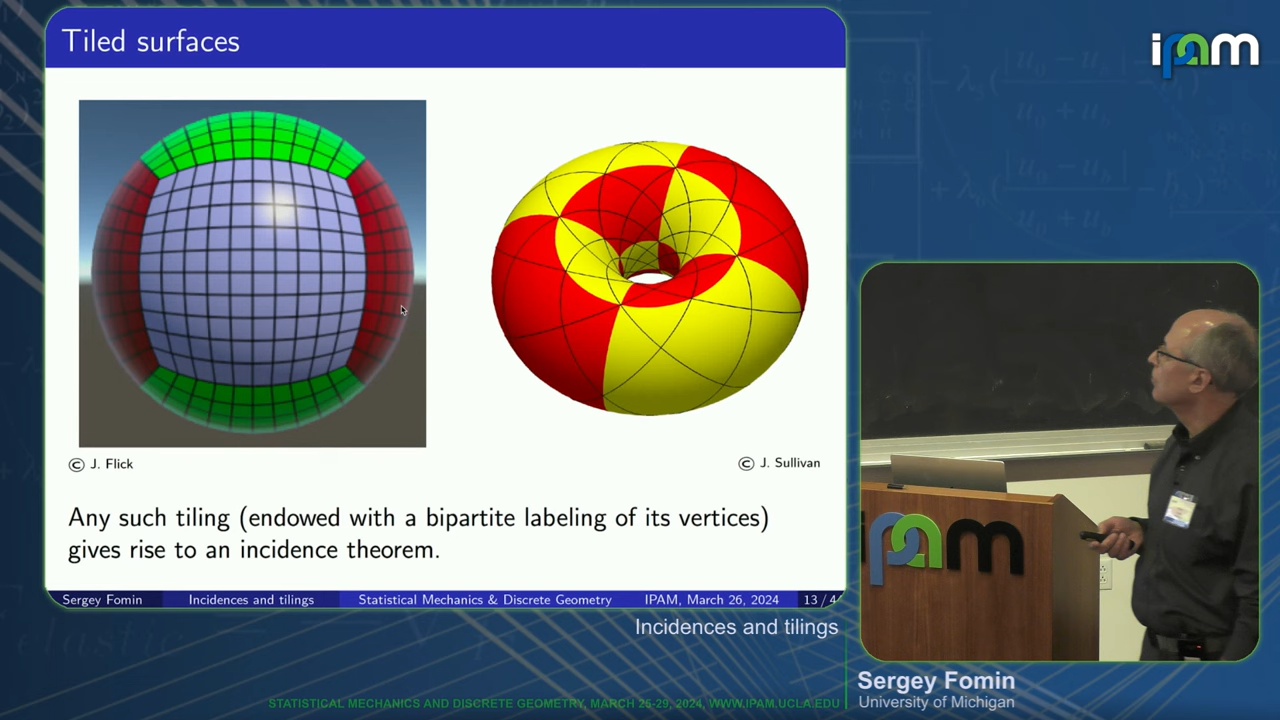 Tiled surfaces
ipam
© J. Flick
© J. Sullivan
Any such tiling (endowed with a bipartite labeling of its vertices)
gives rise to an incidence theorem.
Sergey Fomin Incidences and tilings Statistical Mechanics & Discrete Geometry IPAM, March 26, 2024 13 / 4
ipam
Incidences and tilings
Sergey Fomin
University of Michigan
STATISTICAL MECHANICS AND DISCRETE GEOMETRY, MARCH 25-29, 2024, WWW.IPAM.UCLA.EDU